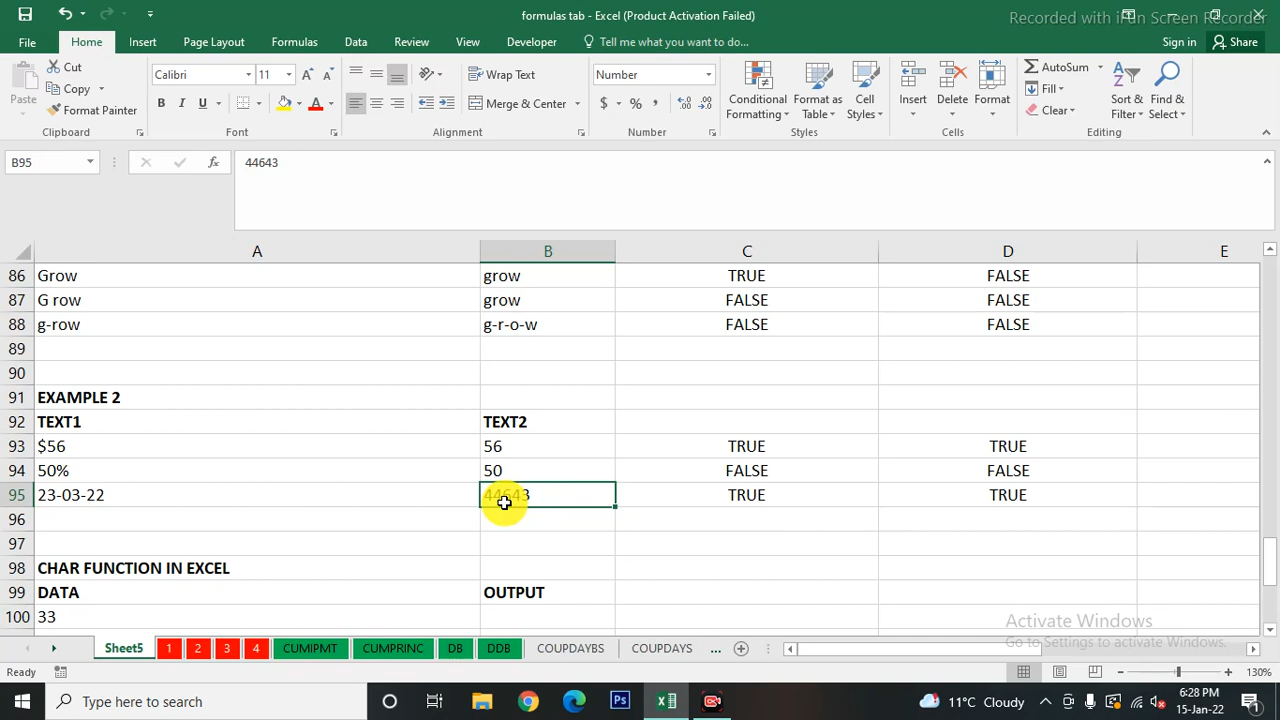 formulas tab - Excel (Product Activation Failed)
Recorded with iFun Screen Recorder
File Home Insert Page Layout Formulas Data Review View Developer Tell me what you want to do... Sign in Share
Paste Cut Copy Format Painter Clipboard
Calibri 11 B I U A Font
Wrap Text Merge & Center Alignment
Number $ % , Number
Conditional Formatting Format as Table Cell Styles Styles
Insert Delete Format Cells
AutoSum Fill Clear Sort & Filter Find & Select Editing
B95 fx 44643
A B C D E
86 Grow grow TRUE FALSE
87 G row grow FALSE FALSE
88 g-row g-r-o-w FALSE FALSE
89
90
91 EXAMPLE 2
92 TEXT1 TEXT2
93 $56 56 TRUE TRUE
94 50% 50 FALSE FALSE
95 23-03-22 44643 TRUE TRUE
96
97
98 CHAR FUNCTION IN EXCEL
99 DATA OUTPUT
100 33
Activate Windows
Go to Settings to activate Windows.
Sheet5 1 2 3 4 CUMIPMT CUMPRINC DB DDB COUPDAYBS COUPDAYS ...
Ready 130%
Type here to search Ps 11°C Cloudy 6:28 PM
15-Jan-22 1